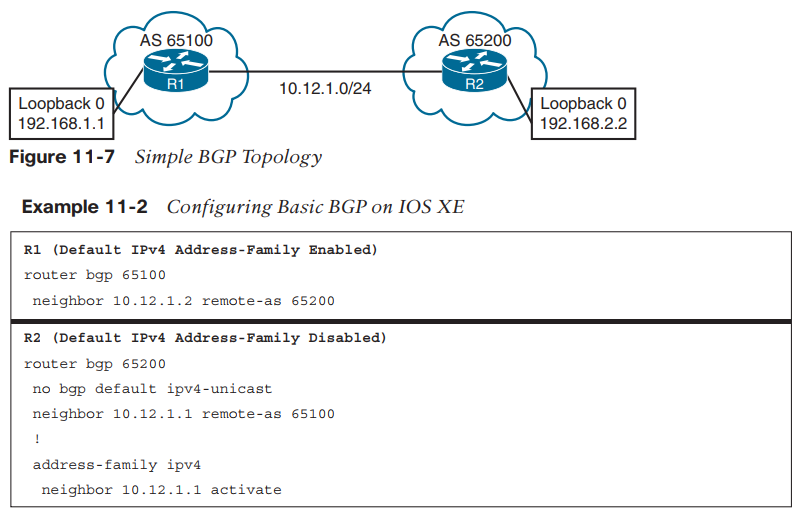 AS 65100
AS 65200
R1
R2
10.12.1.0/24
Loopback 0
192.168.1.1
Loopback 0
192.168.2.2
Figure 11-7 Simple BGP Topology
Example 11-2 Configuring Basic BGP on IOS XE
R1 (Default IPv4 Address-Family Enabled)
router bgp 65100
neighbor 10.12.1.2 remote-as 65200
R2 (Default IPv4 Address-Family Disabled)
router bgp 65200
no bgp default ipv4-unicast
neighbor 10.12.1.1 remote-as 65100
!
address-family ipv4
neighbor 10.12.1.1 activate